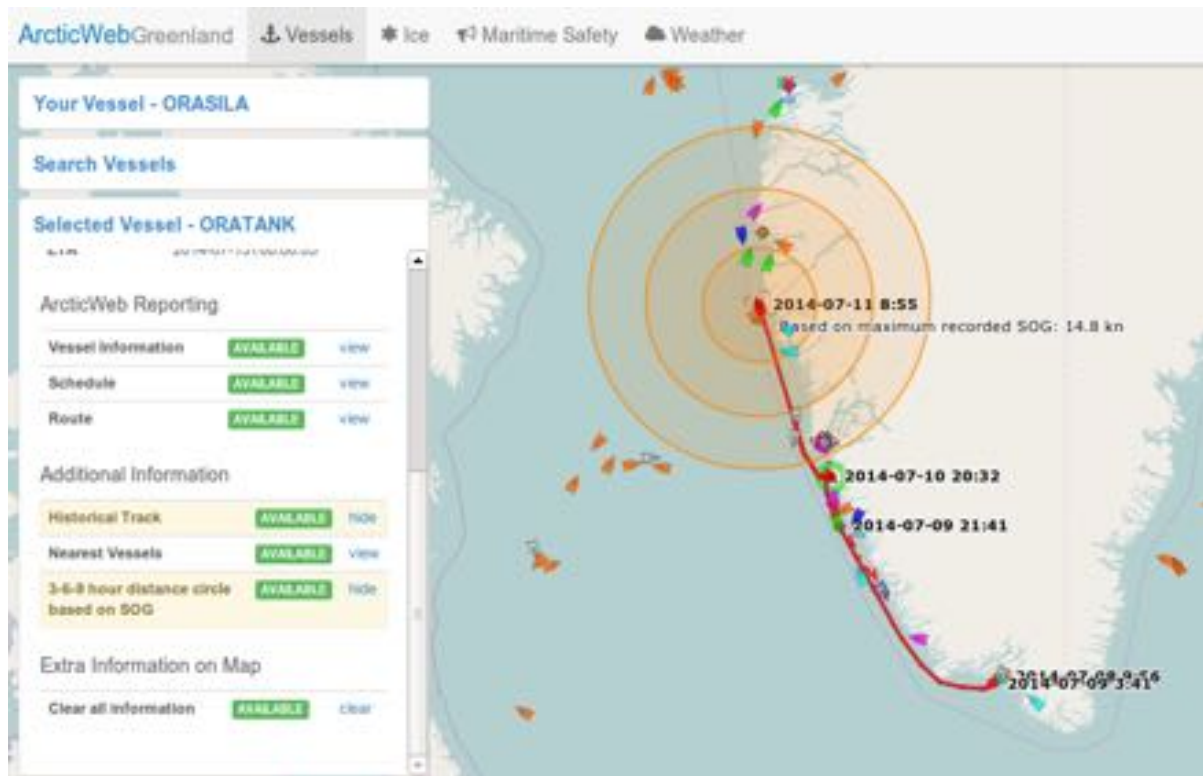 ArcticWebGreenland Vessels Ice Maritime Safety Weather
Your Vessel - ORASILA
Search Vessels
Selected Vessel - ORATANK
ETA
ArcticWeb Reporting
Vessel Information AVAILABLE view
Schedule AVAILABLE view
Route AVAILABLE view
Additional Information
Historical Track AVAILABLE hide
Nearest Vessels AVAILABLE view
3-6-9 hour distance circle AVAILABLE hide
based on SOG
Extra Information on Map
Clear all information AVAILABLE clear
2014-07-11 8:55
Based on maximum recorded SOG: 14.8 kn
2014-07-10 20:32
2014-07-09 21:41
2014-07-09 3:41